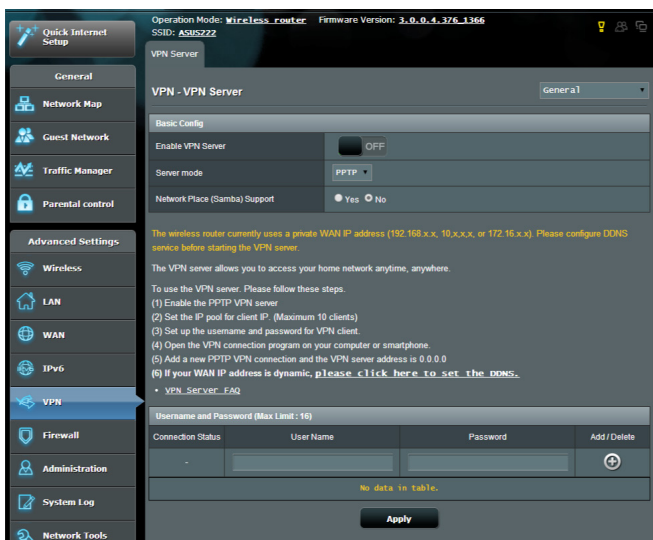 Operation Mode: Wireless router Firmware Version: 3.0.0.4.376_1366
SSID: ASUS222
Quick Internet Setup
General
Network Map
Guest Network
Traffic Manager
Parental control
Advanced Settings
Wireless
LAN
WAN
IPv6
VPN
Firewall
Administration
System Log
Network Tools
VPN Server
VPN - VPN Server
General
Basic Config
Enable VPN Server OFF
Server mode PPTP
Network Place (Samba) Support Yes No
The wireless router currently uses a private WAN IP address (192.168.x.x, 10,x,x,x, or 172.16.x.x). Please configure DDNS
service before starting the VPN server.
The VPN server allows you to access your home network anytime, anywhere.
To use the VPN server. Please follow these steps.
(1) Enable the PPTP VPN server
(2) Set the IP pool for client IP. (Maximum 10 clients)
(3) Set up the username and password for VPN client.
(4) Open the VPN connection program on your computer or smartphone.
(5) Add a new PPTP VPN connection and the VPN server address is 0.0.0.0
(6) If your WAN IP address is dynamic, please click here to set the DDNS.
• VPN Server FAQ
Username and Password (Max Limit : 16)
Connection Status User Name Password Add / Delete
-
No data in table.
Apply